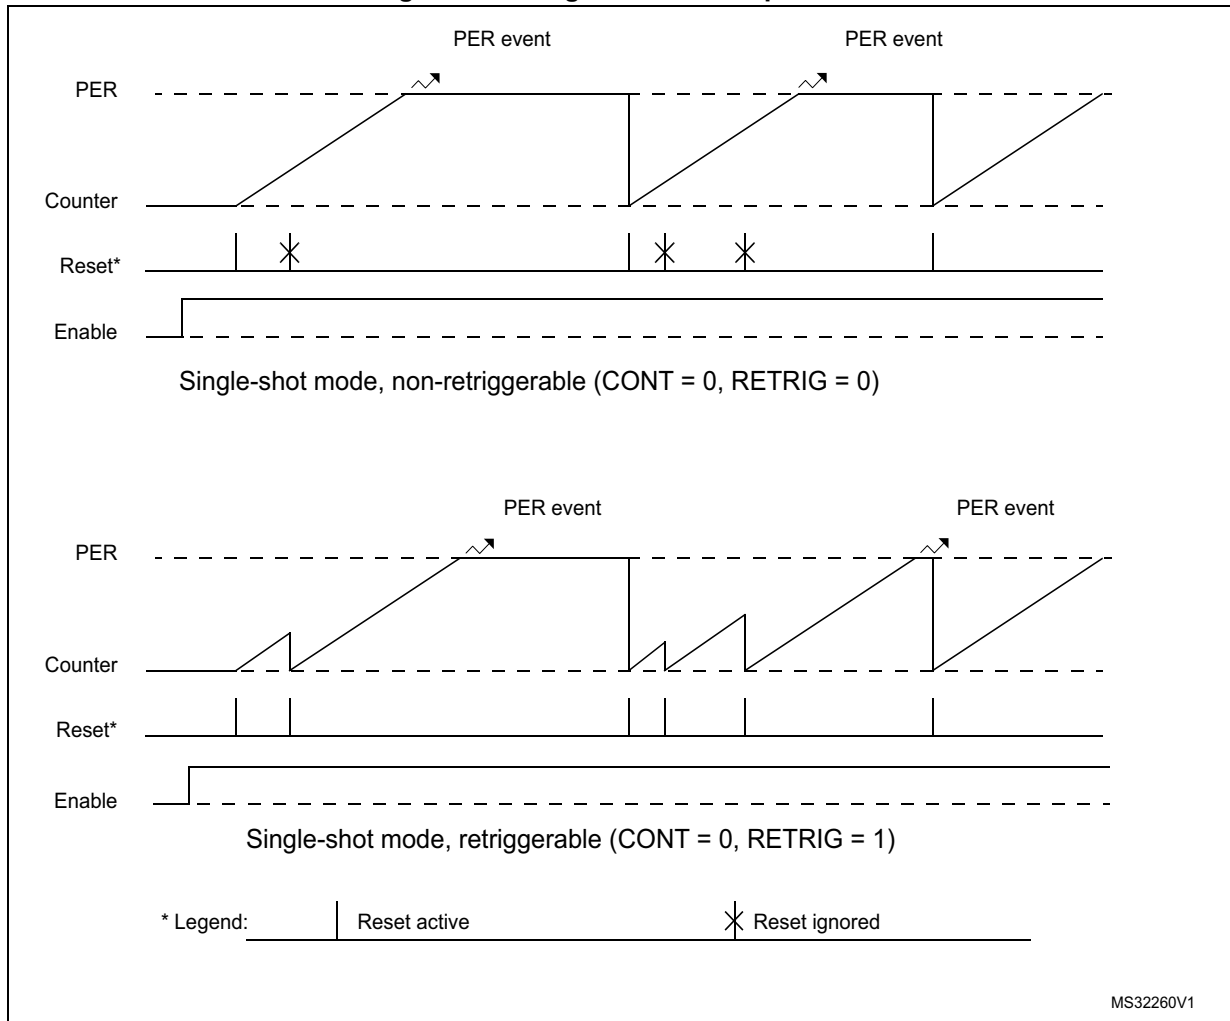 PER event PER event
PER
Counter
Reset*
Enable
Single-shot mode, non-retriggerable (CONT = 0, RETRIG = 0)
PER event PER event
PER
Counter
Reset*
Enable
Single-shot mode, retriggerable (CONT = 0, RETRIG = 1)
* Legend: Reset active Reset ignored
MS32260V1